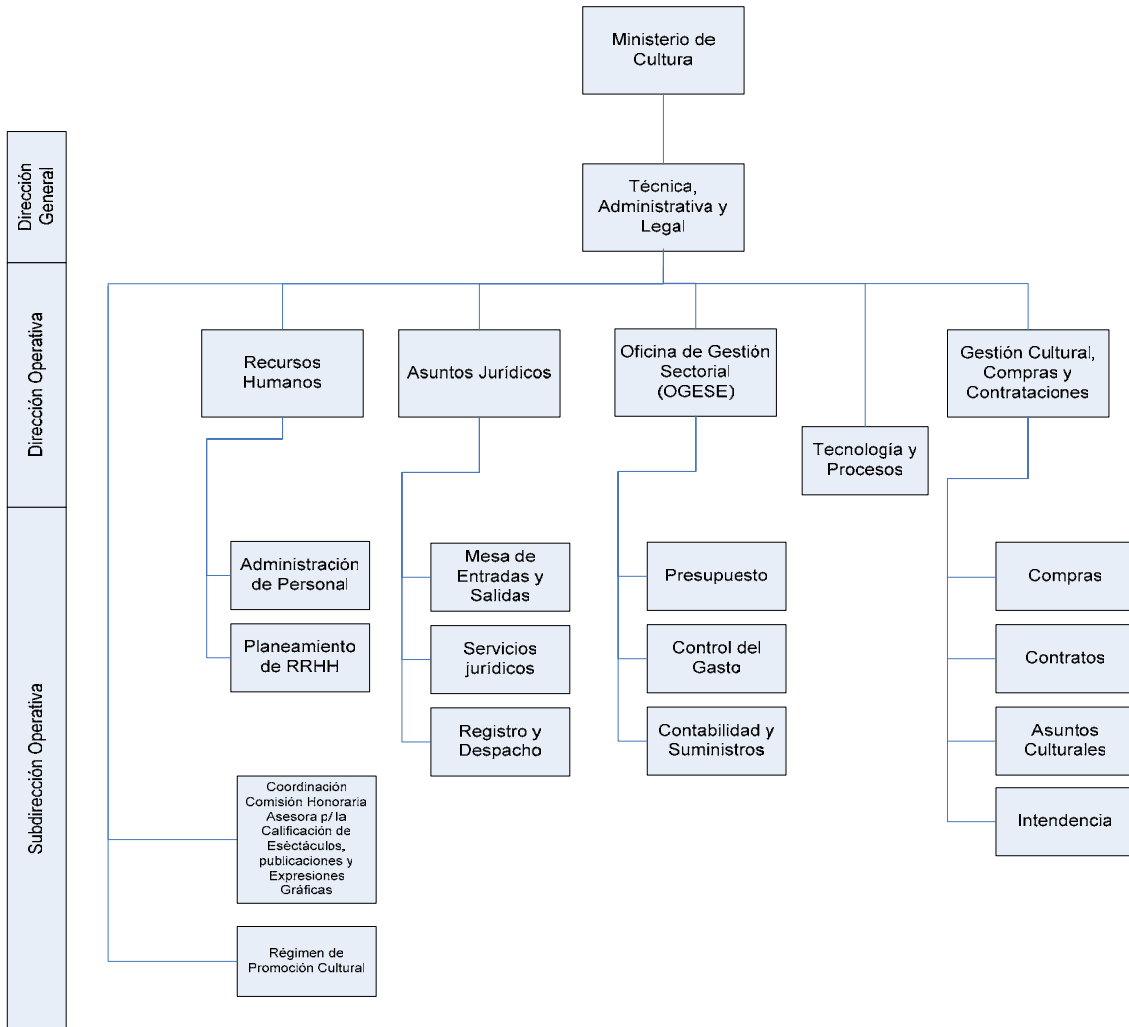 Ministerio de
Cultura
Dirección
General
Técnica,
Administrativa y
Legal
Dirección Operativa
Recursos
Humanos
Asuntos Jurídicos
Oficina de Gestión
Sectorial
(OGESE)
Tecnología y
Procesos
Gestión Cultural,
Compras y
Contrataciones
Subdirección Operativa
Administración
de Personal
Planeamiento
de RRHH
Mesa de
Entradas y
Salidas
Servicios
jurídicos
Registro y
Despacho
Presupuesto
Control del
Gasto
Contabilidad y
Suministros
Compras
Contratos
Asuntos
Culturales
Intendencia
Coordinación
Comisión Honoraria
Asesora p/ la
Calificación de
Esèctáculos,
publicaciones y
Expresiones
Gráficas
Régimen de
Promoción Cultural